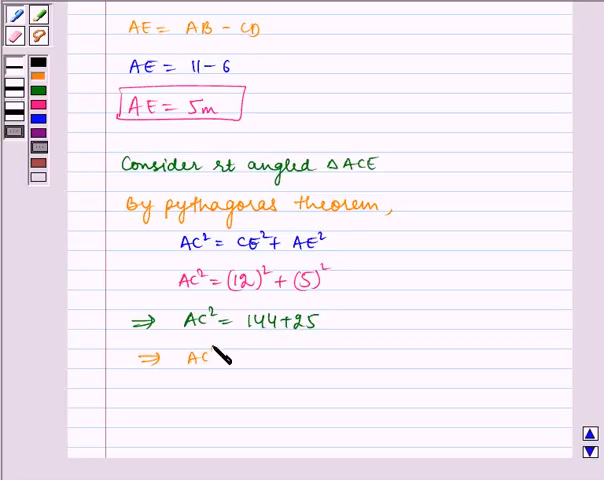 AE = AB - CD
AE = 11 - 6
AE = 5m
Consider rt angled △ACE
By pythagoras theorem,
AC² = CE² + AE²
AC² = (12)² + (5)²
⇒ AC² = 144+25
⇒ AC